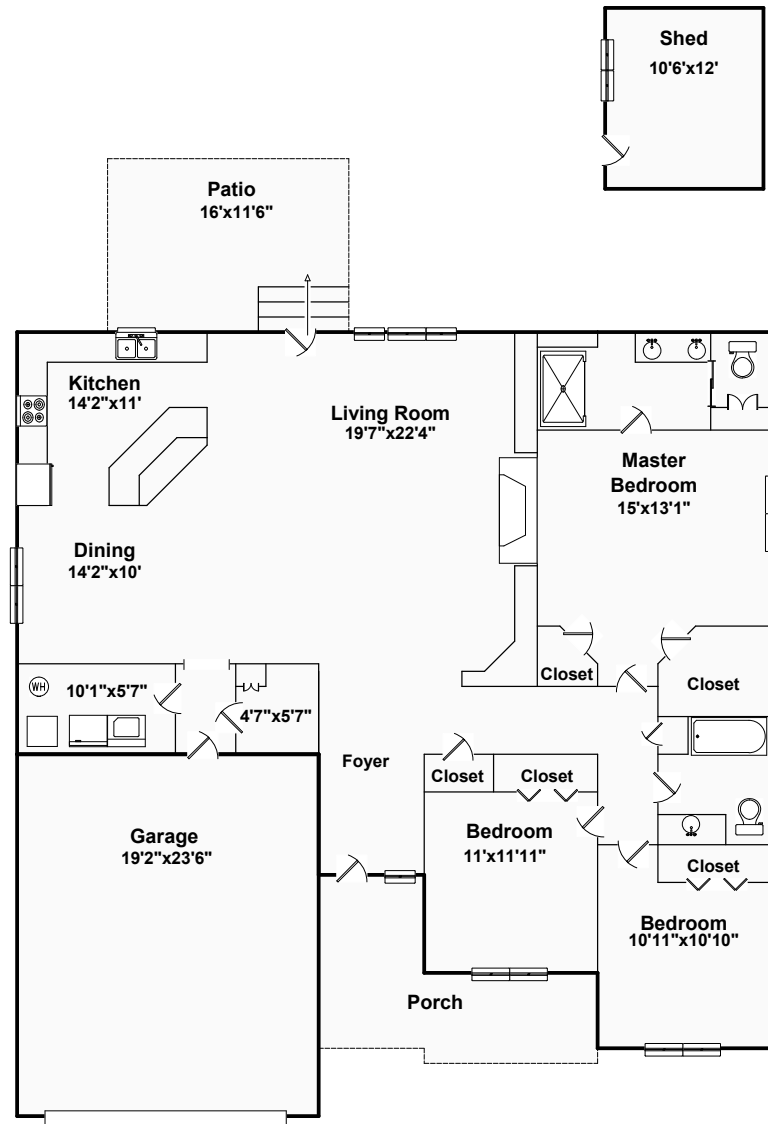 Shed
10'6'x12'
Patio
16'x11'6"
Kitchen
14'2"x11'
Living Room
19'7"x22'4"
Master
Bedroom
15'x13'1"
Dining
14'2"x10'
WH
10'1"x5'7"
4'7"x5'7"
Closet
Closet
Foyer
Closet
Closet
Garage
19'2"x23'6"
Bedroom
11'x11'11"
Closet
Bedroom
10'11"x10'10"
Porch